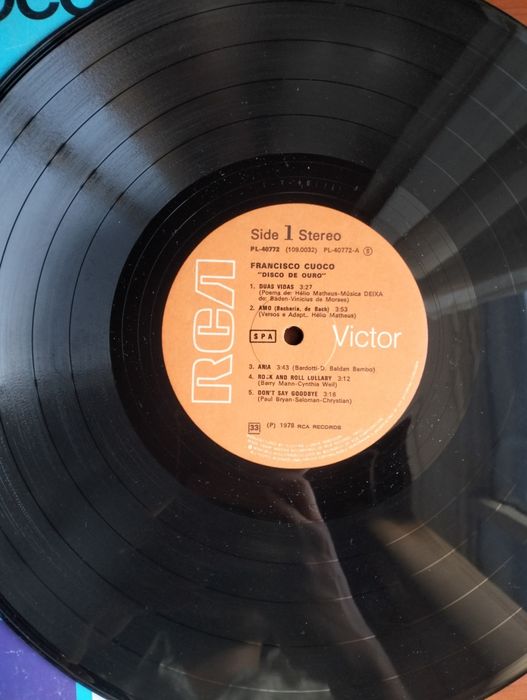 Side 1 Stereo
PL-40772 (109.0032) PL-40772-A Ⓢ
FRANCISCO CUOCO
"DISCO DE OURO"
1. DUAS VIDAS 3:27
(Poema de: Hélio Matheus-Música DEIXA
de: Baden-Vinícius de Moraes)
2. AMO (Bacharia, de Bach) 3:53
(Versos e Adapt. Hélio Matheus)
SPA
RCA
Victor
3. ARIA 3:43 (Bardotti-D. Baldan Bembo)
4. ROCK AND ROLL LULLABY 3:12
(Barry Mann-Cynthia Weil)
5. DON'T SAY GOODBYE 3:16
(Paul Bryan-Saloman-Chrystian)
33 (P) 1978 RCA RECORDS